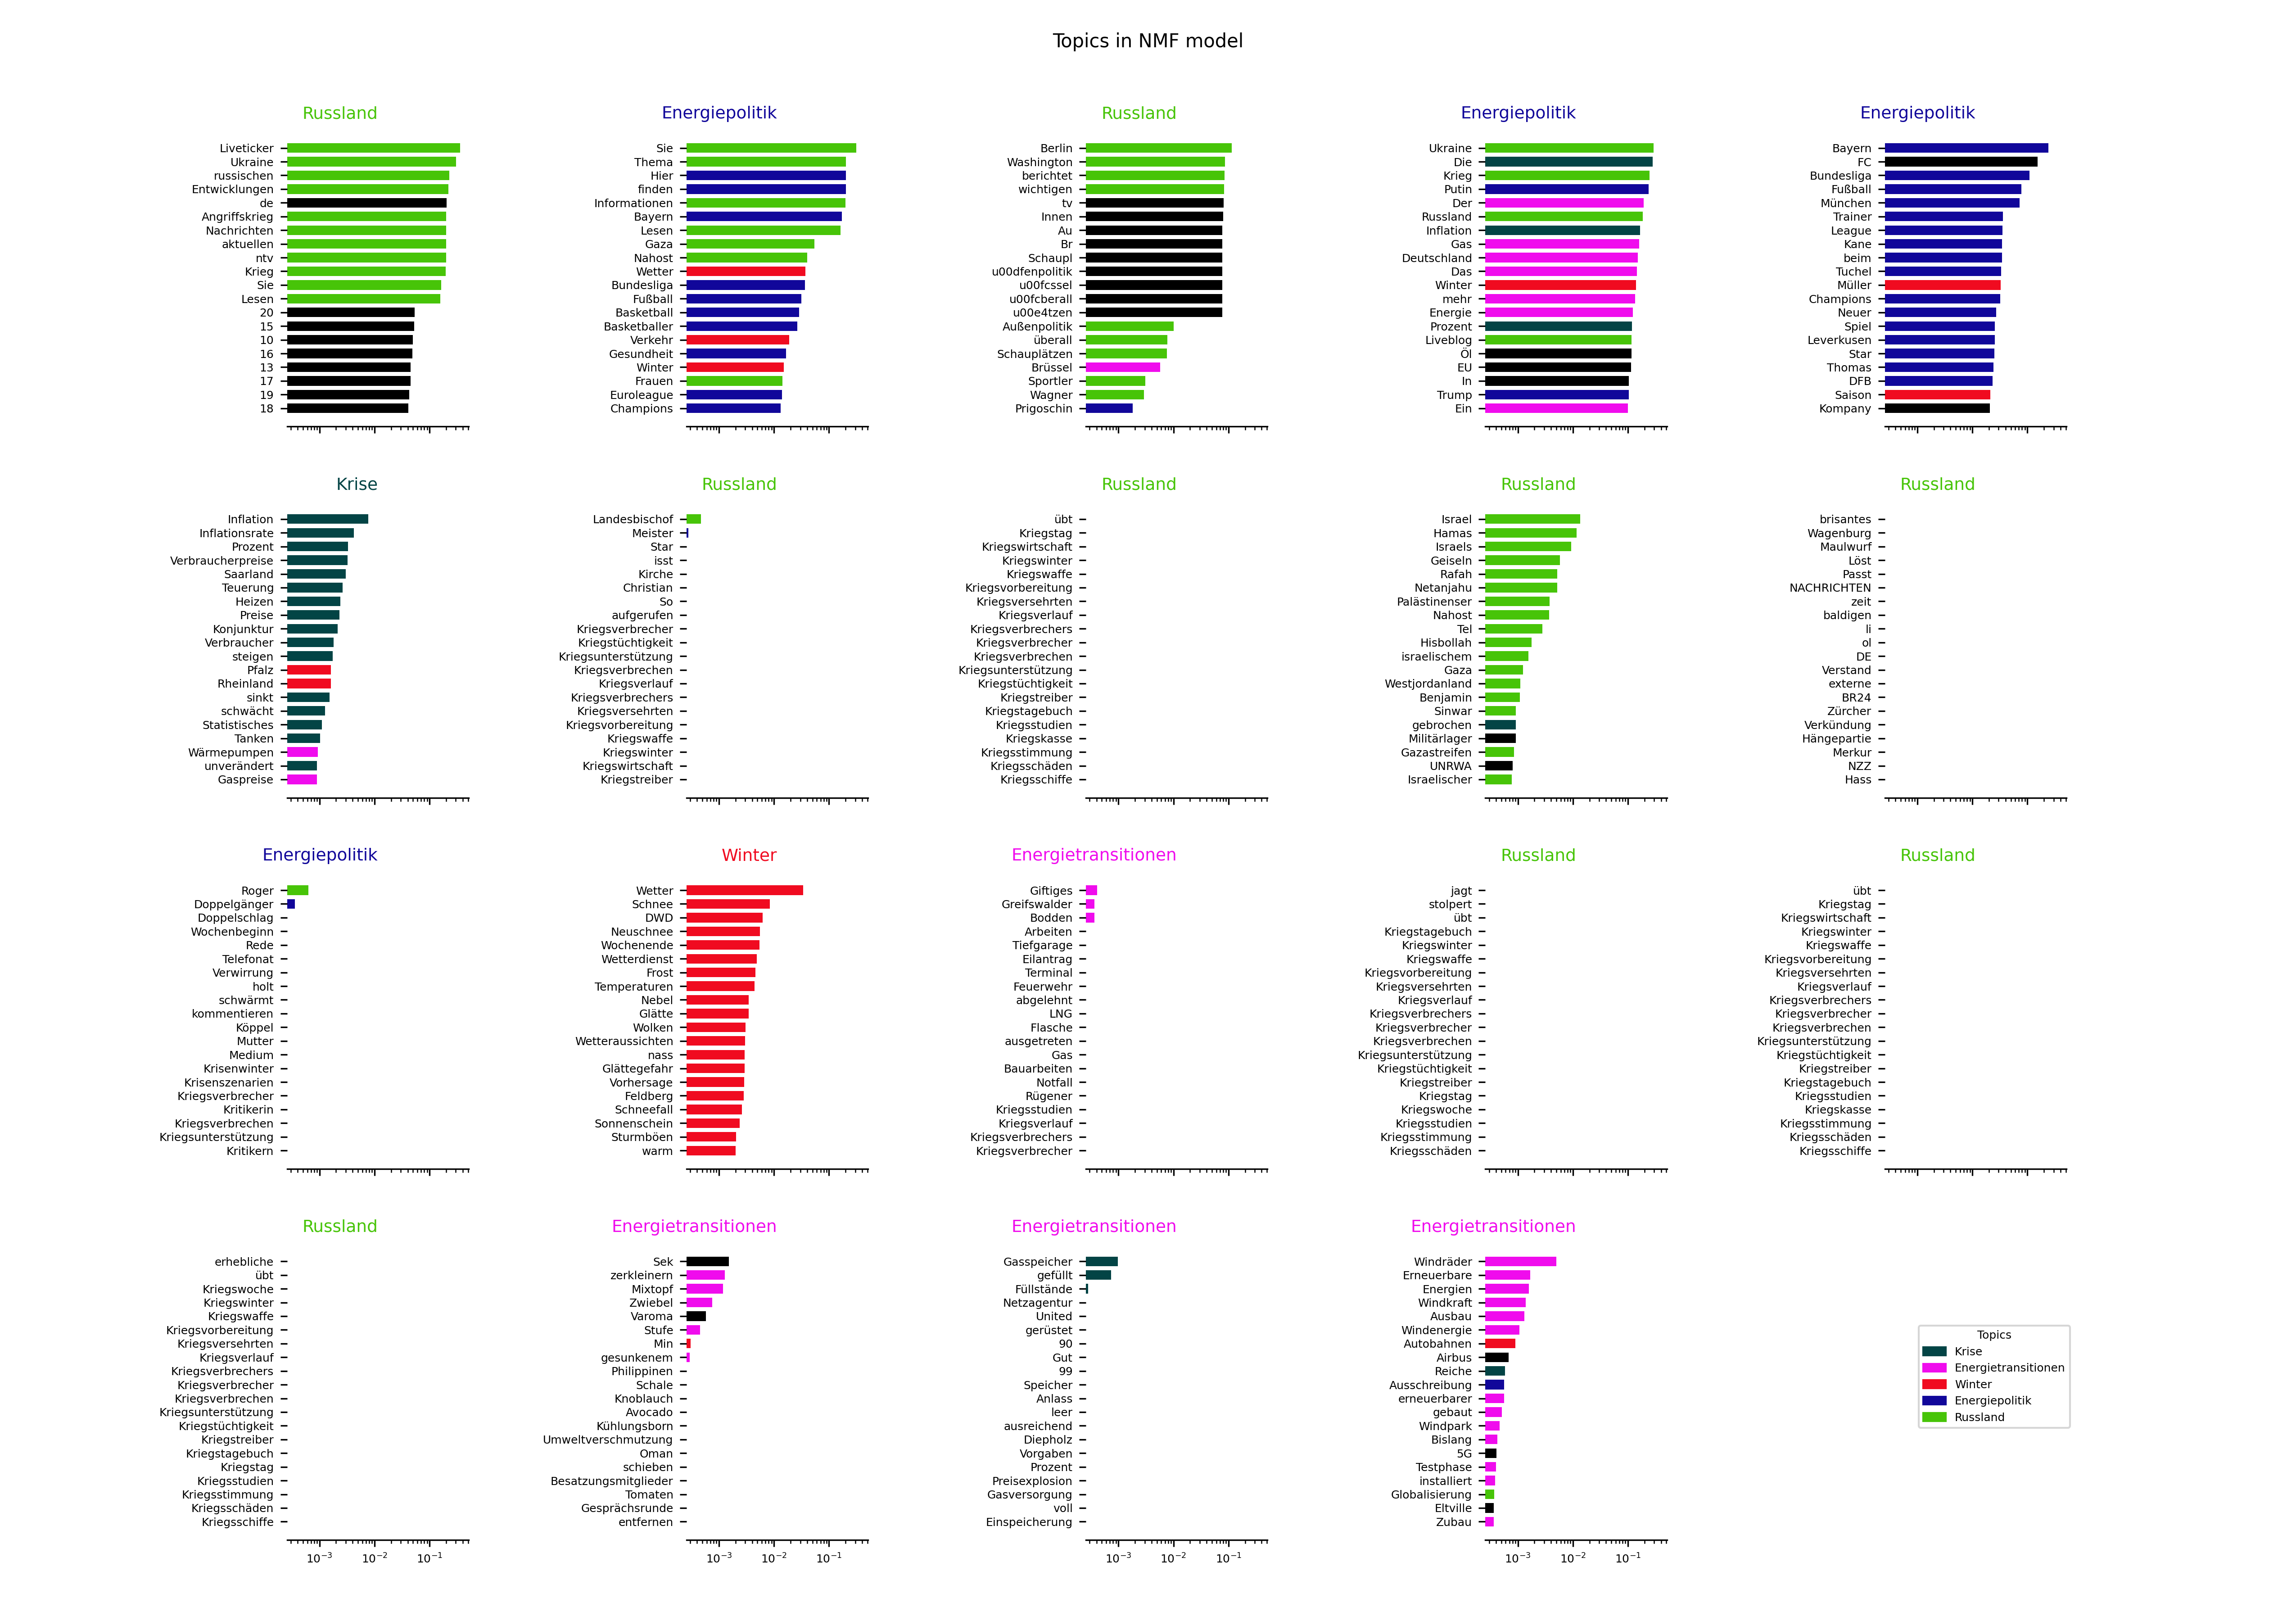 Topics in NMF model
Russland
Liveticker
Ukraine
russischen
Entwicklungen
de
Angriffskrieg
Nachrichten
aktuellen
ntv
Krieg
Sie
Lesen
20
15
10
16
13
17
19
18
Energiepolitik
Sie
Thema
Hier
finden
Informationen
Bayern
Lesen
Gaza
Nahost
Wetter
Bundesliga
Fußball
Basketball
Basketballer
Verkehr
Gesundheit
Winter
Frauen
Euroleague
Champions
Russland
Berlin
Washington
berichtet
wichtigen
tv
Innen
Au
Br
Schaupl
u00dfenpolitik
u00fcssel
u00fcberall
u00e4tzen
Außenpolitik
überall
Schauplätzen
Brüssel
Sportler
Wagner
Prigoschin
Energiepolitik
Ukraine
Die
Krieg
Putin
Der
Russland
Inflation
Gas
Deutschland
Das
Winter
mehr
Energie
Prozent
Liveblog
Öl
EU
In
Trump
Ein
Energiepolitik
Bayern
FC
Bundesliga
Fußball
München
Trainer
League
Kane
beim
Tuchel
Müller
Champions
Neuer
Spiel
Leverkusen
Star
Thomas
DFB
Saison
Kompany
Krise
Inflation
Inflationsrate
Prozent
Verbraucherpreise
Saarland
Teuerung
Heizen
Preise
Konjunktur
Verbraucher
steigen
Pfalz
Rheinland
sinkt
schwächt
Statistisches
Tanken
Wärmepumpen
unverändert
Gaspreise
Russland
Landesbischof
Meister
Star
isst
Kirche
Christian
So
aufgerufen
Kriegsverbrecher
Kriegstüchtigkeit
Kriegsunterstützung
Kriegsverbrechen
Kriegsverlauf
Kriegsverbrechers
Kriegsversehrten
Kriegsvorbereitung
Kriegswaffe
Kriegswinter
Kriegswirtschaft
Kriegstreiber
Russland
übt
Kriegstag
Kriegswirtschaft
Kriegswinter
Kriegswaffe
Kriegsvorbereitung
Kriegsversehrten
Kriegsverlauf
Kriegsverbrechers
Kriegsverbrecher
Kriegsverbrechen
Kriegsunterstützung
Kriegstüchtigkeit
Kriegstreiber
Kriegstagebuch
Kriegsstudien
Kriegskasse
Kriegsstimmung
Kriegsschäden
Kriegsschiffe
Russland
Israel
Hamas
Israels
Geiseln
Rafah
Netanjahu
Palästinenser
Nahost
Tel
Hisbollah
israelischem
Gaza
Westjordanland
Benjamin
Sinwar
gebrochen
Militärlager
Gazastreifen
UNRWA
Israelischer
Russland
brisantes
Wagenburg
Maulwurf
Löst
Passt
NACHRICHTEN
zeit
baldigen
li
ol
DE
Verstand
externe
BR24
Zürcher
Verkündung
Hängepartie
Merkur
NZZ
Hass
Energiepolitik
Roger
Doppelgänger
Doppelschlag
Wochenbeginn
Rede
Telefonat
Verwirrung
holt
schwärmt
kommentieren
Köppel
Mutter
Medium
Krisenwinter
Krisenszenarien
Kriegsverbrecher
Kritikerin
Kriegsverbrechen
Kriegsunterstützung
Kritikern
Winter
Wetter
Schnee
DWD
Neuschnee
Wochenende
Wetterdienst
Frost
Temperaturen
Nebel
Glätte
Wolken
Wetteraussichten
nass
Glättegefahr
Vorhersage
Feldberg
Schneefall
Sonnenschein
Sturmböen
warm
Energietransitionen
Giftiges
Greifswalder
Bodden
Arbeiten
Tiefgarage
Eilantrag
Terminal
Feuerwehr
abgelehnt
LNG
Flasche
ausgetreten
Gas
Bauarbeiten
Notfall
Rügener
Kriegsstudien
Kriegsverlauf
Kriegsverbrechers
Kriegsverbrecher
Russland
jagt
stolpert
übt
Kriegstagebuch
Kriegswinter
Kriegswaffe
Kriegsvorbereitung
Kriegsversehrten
Kriegsverlauf
Kriegsverbrechers
Kriegsverbrecher
Kriegsverbrechen
Kriegsunterstützung
Kriegstüchtigkeit
Kriegstreiber
Kriegstag
Kriegswoche
Kriegsstudien
Kriegsstimmung
Kriegsschäden
Russland
übt
Kriegstag
Kriegswirtschaft
Kriegswinter
Kriegswaffe
Kriegsvorbereitung
Kriegsversehrten
Kriegsverlauf
Kriegsverbrechers
Kriegsverbrecher
Kriegsverbrechen
Kriegsunterstützung
Kriegstüchtigkeit
Kriegstreiber
Kriegstagebuch
Kriegsstudien
Kriegskasse
Kriegsstimmung
Kriegsschäden
Kriegsschiffe
Russland
erhebliche
übt
Kriegswoche
Kriegswinter
Kriegswaffe
Kriegsvorbereitung
Kriegsversehrten
Kriegsverlauf
Kriegsverbrechers
Kriegsverbrecher
Kriegsverbrechen
Kriegsunterstützung
Kriegstüchtigkeit
Kriegstreiber
Kriegstagebuch
Kriegstag
Kriegsstudien
Kriegsstimmung
Kriegsschäden
Kriegsschiffe
10⁻³ 10⁻² 10⁻¹
Energietransitionen
Sek
zerkleinern
Mixtopf
Zwiebel
Varoma
Stufe
Min
gesunkenem
Philippinen
Schale
Knoblauch
Avocado
Kühlungsborn
Umweltverschmutzung
Oman
schieben
Besatzungsmitglieder
Tomaten
Gesprächsrunde
entfernen
10⁻³ 10⁻² 10⁻¹
Energietransitionen
Gasspeicher
gefüllt
Füllstände
Netzagentur
United
gerüstet
90
Gut
99
Speicher
Anlass
leer
ausreichend
Diepholz
Vorgaben
Prozent
Preisexplosion
Gasversorgung
voll
Einspeicherung
10⁻³ 10⁻² 10⁻¹
Energietransitionen
Windräder
Erneuerbare
Energien
Windkraft
Ausbau
Windenergie
Autobahnen
Airbus
Reiche
Ausschreibung
erneuerbarer
gebaut
Windpark
Bislang
5G
Testphase
installiert
Globalisierung
Eltville
Zubau
10⁻³ 10⁻² 10⁻¹
Topics
Krise
Energietransitionen
Winter
Energiepolitik
Russland